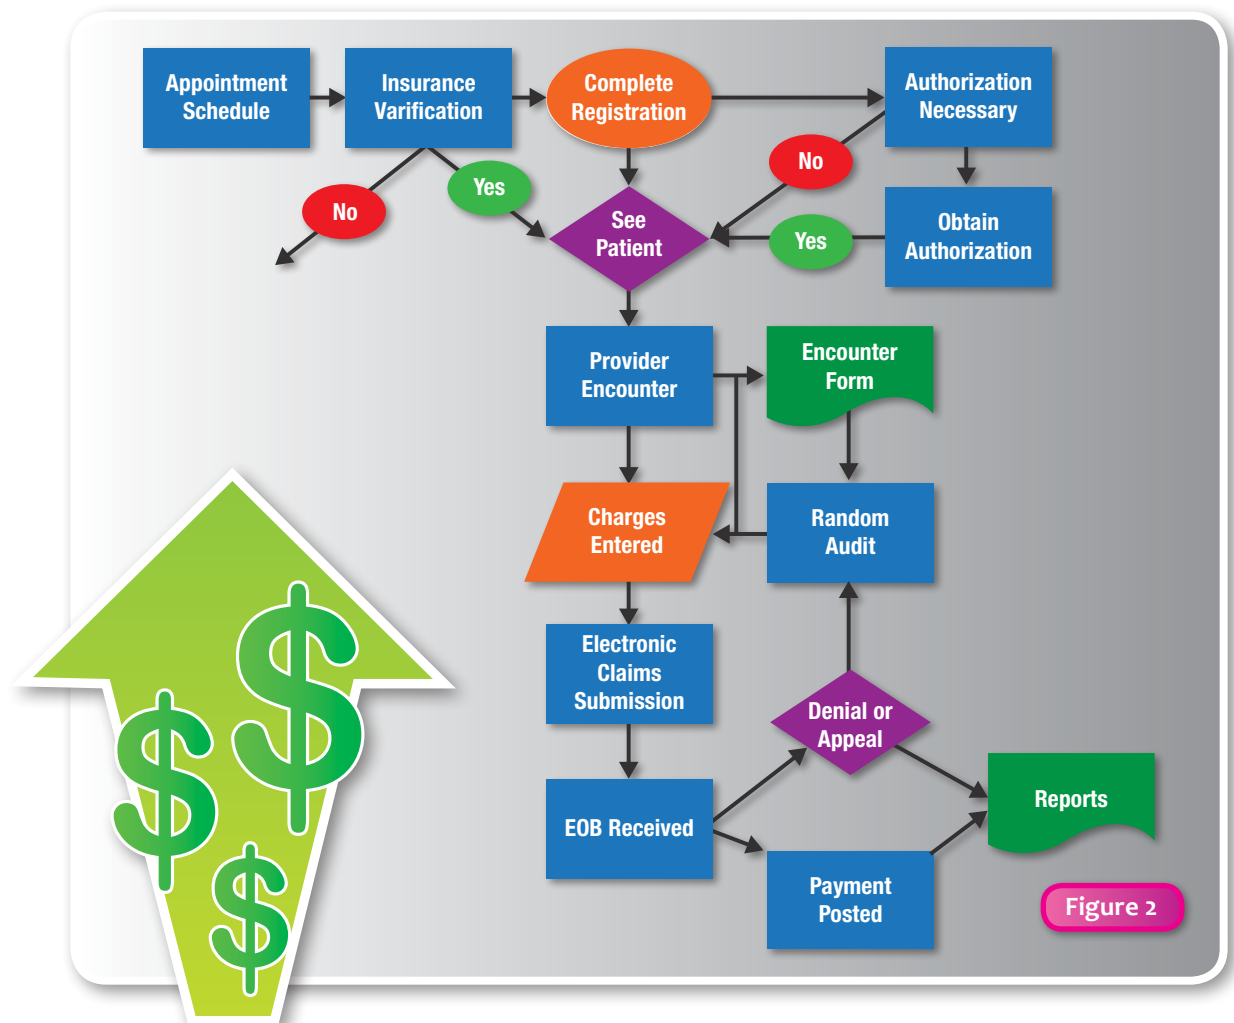 Appointment
Schedule
Insurance
Varification
Complete
Registration
Authorization
Necessary
No
Yes
No
See
Patient
Yes
Obtain
Authorization
Provider
Encounter
Encounter
Form
Charges
Entered
Random
Audit
Electronic
Claims
Submission
Denial or
Appeal
EOB Received
Reports
Payment
Posted
Figure 2
$
$
$